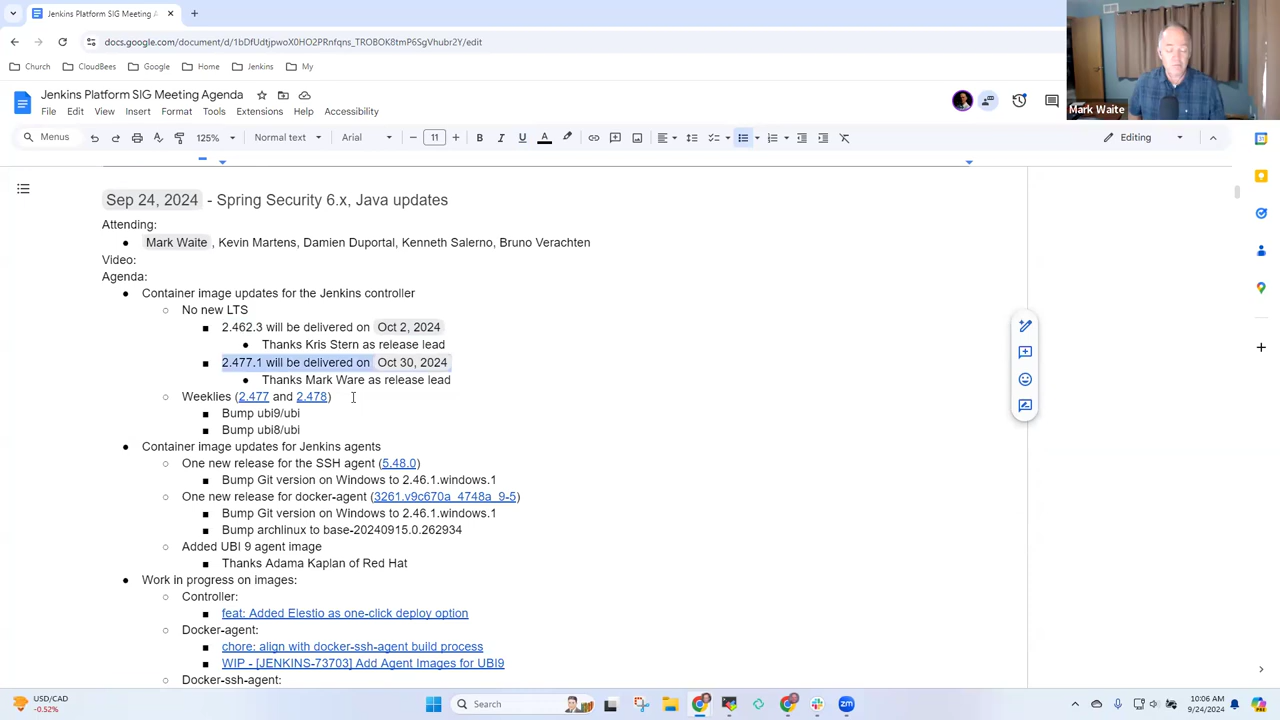 Jenkins Platform SIG Meeting A
docs.google.com/document/d/1bDfUdtjpwoX0HO2PRnfqns_TROBOK8tmP6SgVhubr2Y/edit
Church CloudBees Google Home Jenkins My
Mark Waite
Jenkins Platform SIG Meeting Agenda
File Edit View Insert Format Tools Extensions Help Accessibility
Menus 125% Normal text Arial 11 Editing
Sep 24, 2024 - Spring Security 6.x, Java updates
Attending:
Mark Waite , Kevin Martens, Damien Duportal, Kenneth Salerno, Bruno Verachten
Video:
Agenda:
Container image updates for the Jenkins controller
No new LTS
2.462.3 will be delivered on Oct 2, 2024
Thanks Kris Stern as release lead
2.477.1 will be delivered on Oct 30, 2024
Thanks Mark Ware as release lead
Weeklies (2.477 and 2.478)
Bump ubi9/ubi
Bump ubi8/ubi
Container image updates for Jenkins agents
One new release for the SSH agent (5.48.0)
Bump Git version on Windows to 2.46.1.windows.1
One new release for docker-agent (3261.v9c670a_4748a_9-5)
Bump Git version on Windows to 2.46.1.windows.1
Bump archlinux to base-20240915.0.262934
Added UBI 9 agent image
Thanks Adama Kaplan of Red Hat
Work in progress on images:
Controller:
feat: Added Elestio as one-click deploy option
Docker-agent:
chore: align with docker-ssh-agent build process
WIP - [JENKINS-73703] Add Agent Images for UBI9
Docker-ssh-agent:
USD/CAD
-0.52%
Search
10:06 AM
9/24/2024